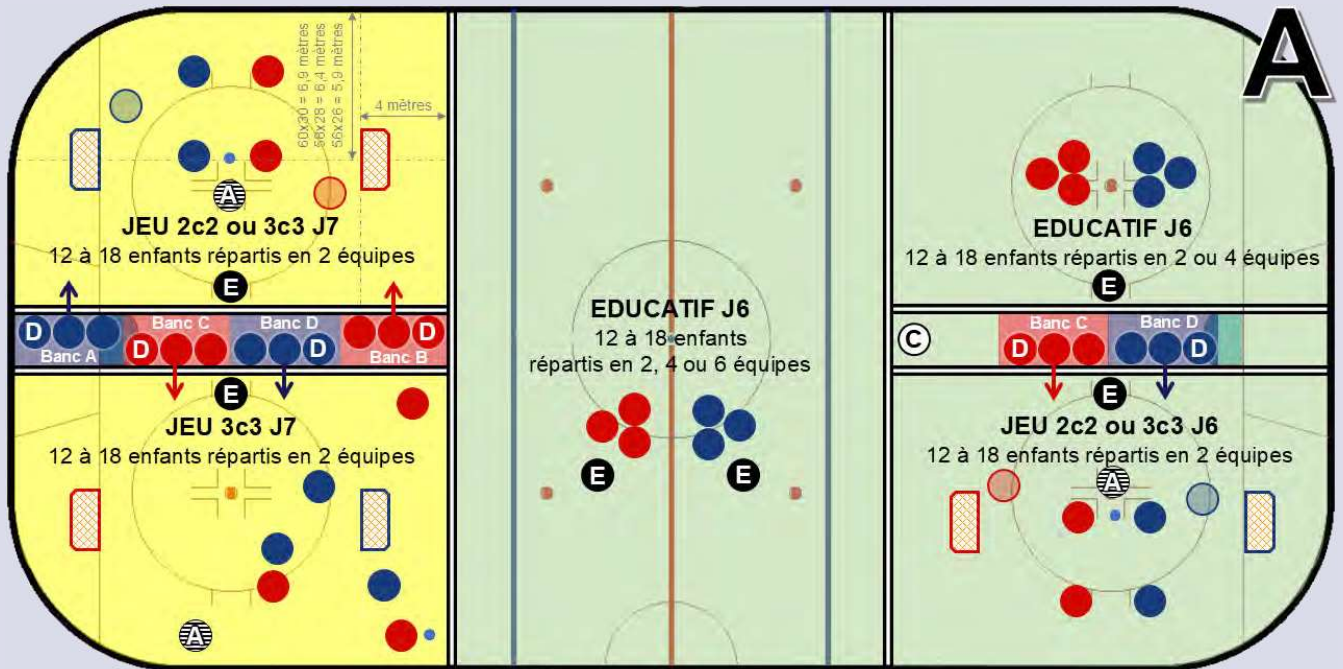 A
60x30 = 6,9 mètres
56x28 = 6,4 mètres
56x26 = 5,9 mètres
4 mètres
A
JEU 2c2 ou 3c3 J7
12 à 18 enfants répartis en 2 équipes
E
D
Banc A
Banc C
D
Banc D
D
D
Banc B
E
JEU 3c3 J7
12 à 18 enfants répartis en 2 équipes
A
EDUCATIF J6
12 à 18 enfants
répartis en 2, 4 ou 6 équipes
E
E
EDUCATIF J6
12 à 18 enfants répartis en 2 ou 4 équipes
E
C
Banc C
D
Banc D
D
E
JEU 2c2 ou 3c3 J6
12 à 18 enfants répartis en 2 équipes
A